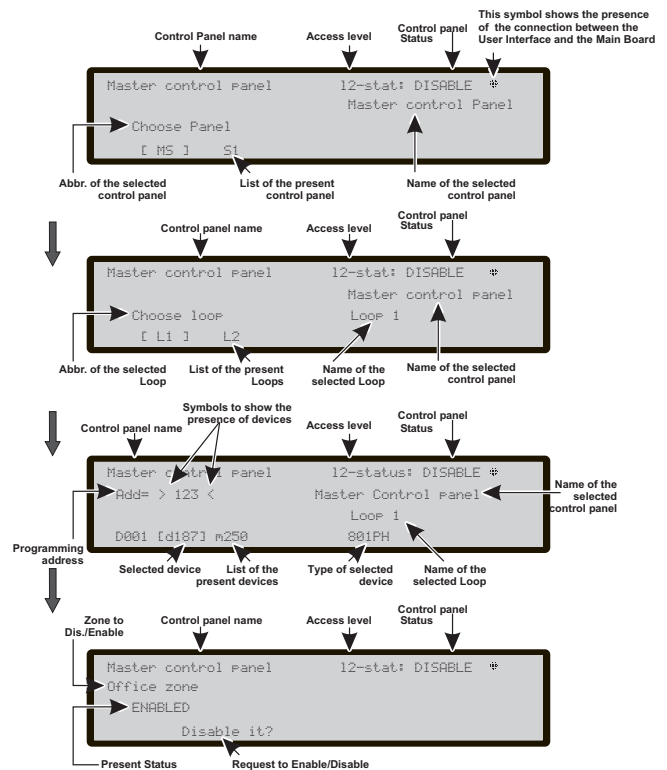 This symbol shows the presence
of the connection between the
User Interface and the Main Board
Control Panel name
Access level
Control panel
Status
Master control panel 12-stat: DISABLE
Master control Panel
Choose Panel
[ MS ] S1
Abbr. of the selected
control panel
List of the present
control panel
Name of the selected
control panel
Control panel name
Access level
Control panel
Status
Master control panel 12-stat: DISABLE
Master control panel
Choose loop Loop 1
[ L1 ] L2
Abbr. of the selected
Loop
List of the present
Loops
Name of the
selected Loop
Name of the selected
control panel
Symbols to show the
presence of devices
Control panel name
Access level
Control panel
Status
Master control panel 12-status: DISABLE
Add= > 123 < Master Control panel
Loop 1
D001 [d187] m250 801PH
Name of the
selected
control panel
Programming
address
Selected device
List of the
present devices
Type of selected
device
Name of the
selected Loop
Zone to
Dis./Enable
Control panel name
Access level
Control panel
Status
Master control panel 12-stat: DISABLE
Office zone
ENABLED
Disable it?
Present Status
Request to Enable/Disable